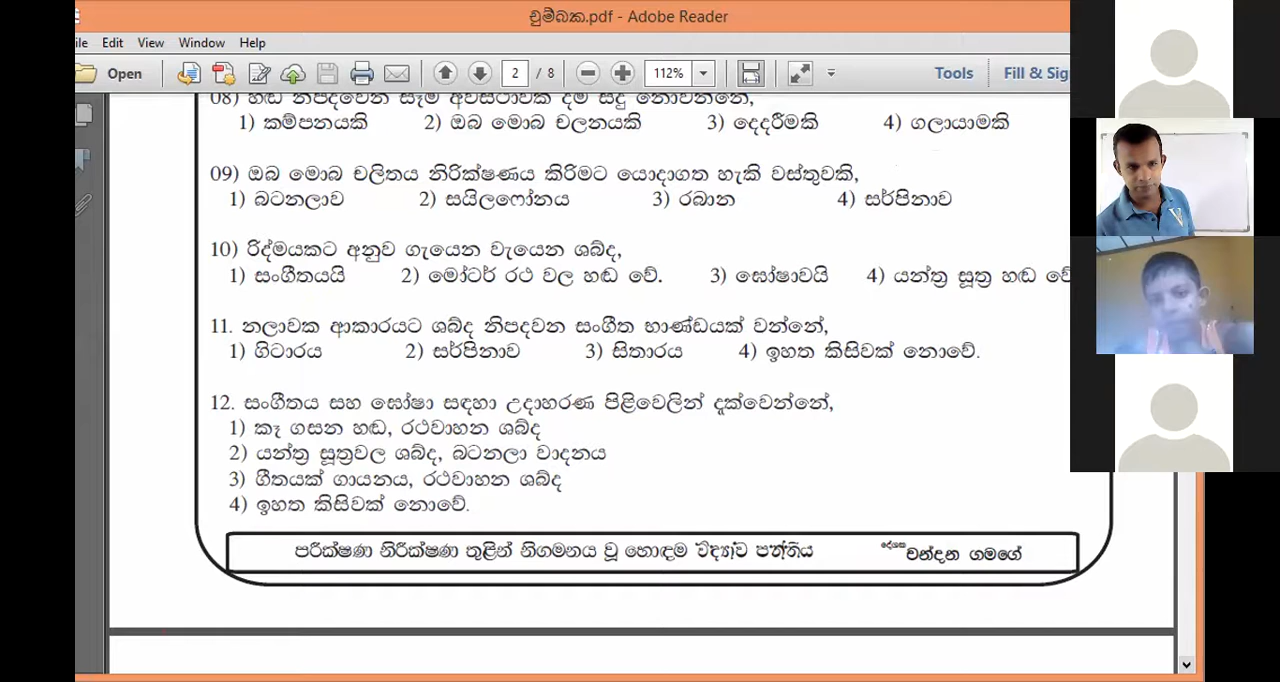 චුම්බක.pdf - Adobe Reader
ile Edit View Window Help
Open 2 / 8 112% Tools Fill & Sig
08) හඬ නිපදවෙන සෑම අවස්ථාවක දීම සිදු නොවන්නේ,
1) කම්පනයකි 2) ඔබ මොබ චලනයකි 3) දෙදරීමකි 4) ගලායාමකි
09) ඔබ මොබ චලිතය නිරීක්ෂණය කිරීමට යොදාගත හැකි වස්තුවකි,
1) බටනලාව 2) සයිලෆෝනය 3) රබාන 4) සර්පිනාව
10) රිද්මයකට අනුව ගැයෙන වැයෙන ශබ්ද,
1) සංගීතයයි 2) මෝටර් රථ වල හඬ වේ. 3) ඝෝෂාවයි 4) යන්ත්‍ර සූත්‍ර හඬ වේ
11. නලාවක ආකාරයට ශබ්ද නිපදවන සංගීත භාණ්ඩයක් වන්නේ,
1) ගිටාරය 2) සර්පිනාව 3) සිතාරය 4) ඉහත කිසිවක් නොවේ.
12. සංගීතය සහ ඝෝෂා සඳහා උදාහරණ පිළිවෙලින් දැක්වෙන්නේ,
1) කෑ ගසන හඬ, රථවාහන ශබ්ද
2) යන්ත්‍ර සූත්‍රවල ශබ්ද, බටනලා වාදනය
3) ගීතයක් ගායනය, රථවාහන ශබ්ද
4) ඉහත කිසිවක් නොවේ.
පරීක්ෂණ නිරීක්ෂණ තුළින් නිගමනය වූ හොඳම විද්‍යාව පන්තිය දේශක චන්දන ගමගේ